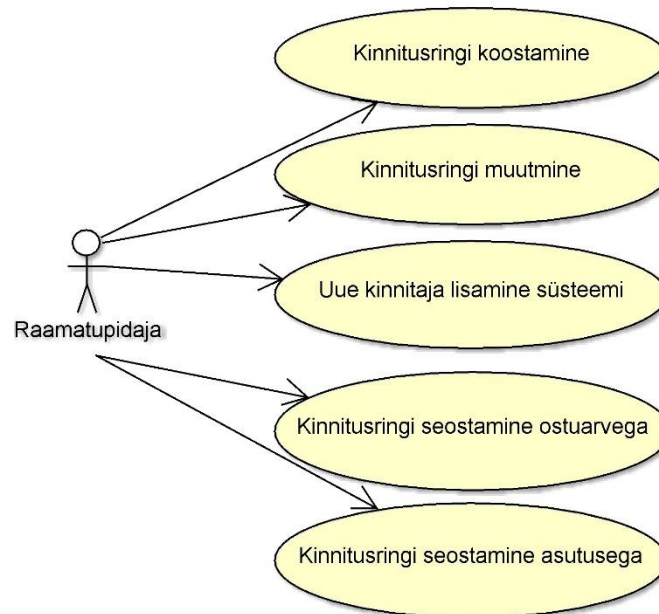 Kinnitusringi koostamine
Kinnitusringi muutmine
Uue kinnitaja lisamine süsteemi
Raamatupidaja
Kinnitusringi seostamine ostuarvega
Kinnitusringi seostamine asutusega